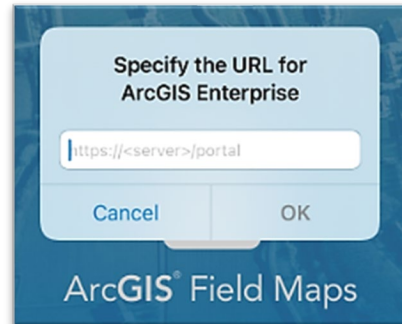 Specify the URL for
ArcGIS Enterprise
https://<server>/portal
Cancel OK
ArcGIS® Field Maps